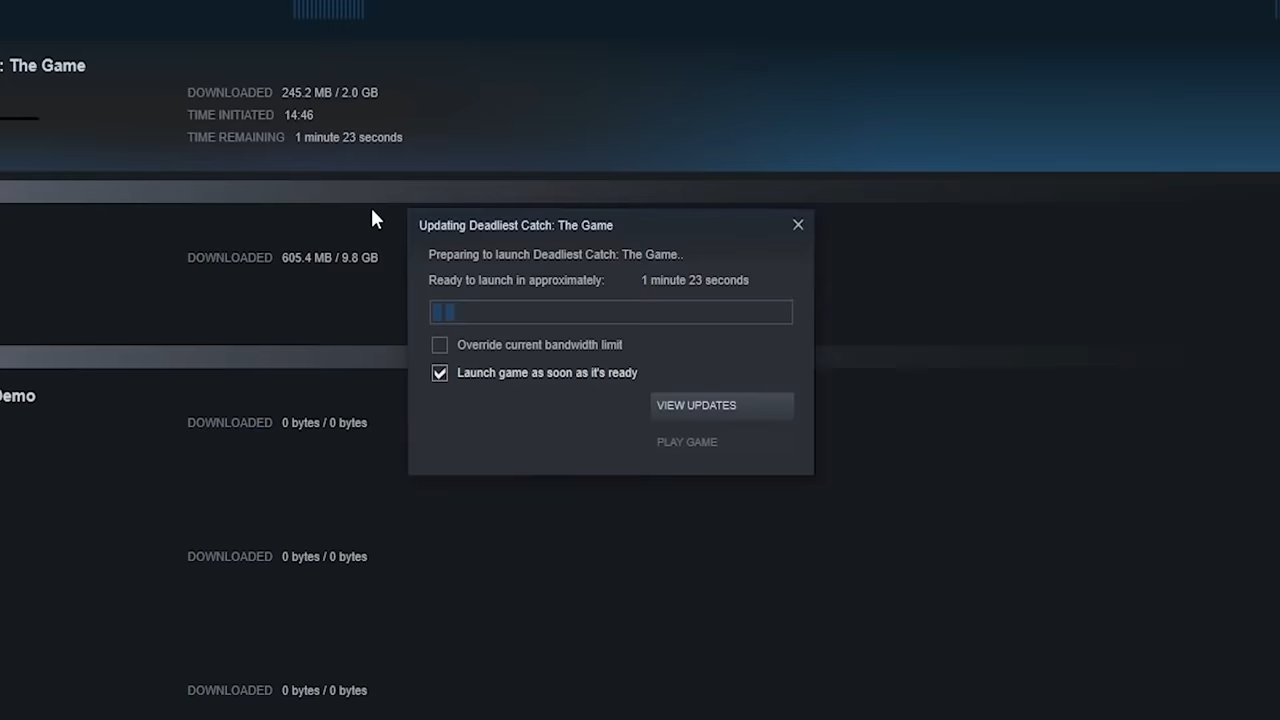 : The Game
DOWNLOADED 245.2 MB / 2.0 GB
TIME INITIATED 14:46
TIME REMAINING 1 minute 23 seconds
Updating Deadliest Catch: The Game
Preparing to launch Deadliest Catch: The Game..
DOWNLOADED 605.4 MB / 9.8 GB
Ready to launch in approximately: 1 minute 23 seconds
Override current bandwidth limit
Launch game as soon as it's ready
Demo
VIEW UPDATES
DOWNLOADED 0 bytes / 0 bytes
PLAY GAME
DOWNLOADED 0 bytes / 0 bytes
DOWNLOADED 0 bytes / 0 bytes